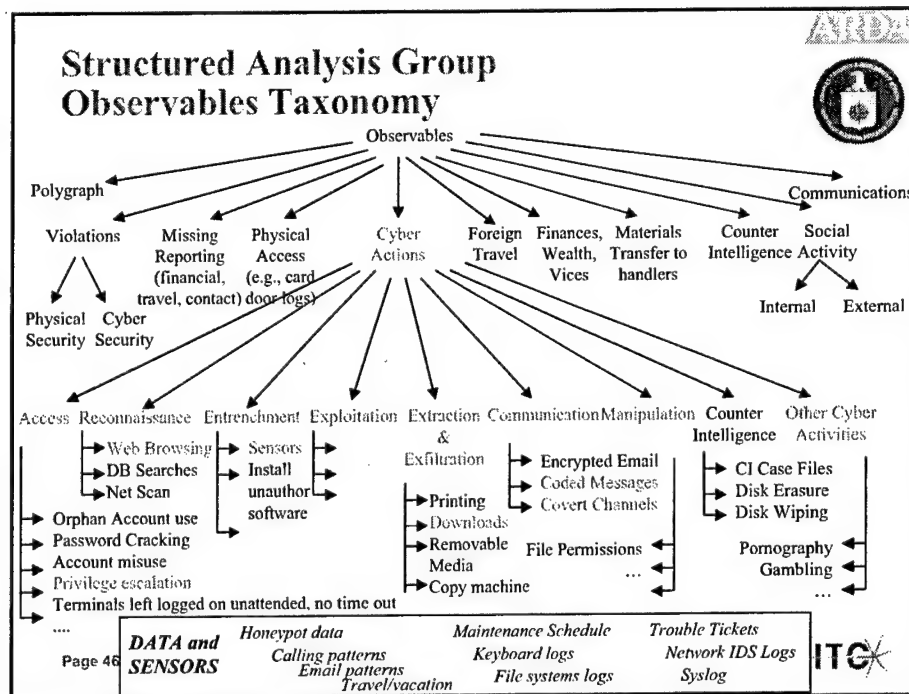 ARDA
Structured Analysis Group
Observables Taxonomy
Observables
Polygraph
Communications
Violations
Missing
Reporting
(financial,
travel, contact)
Physical
Access
(e.g., card
door logs)
Cyber
Actions
Foreign
Travel
Finances,
Wealth,
Vices
Materials
Transfer to
handlers
Counter
Intelligence
Social
Activity
Physical
Security
Cyber
Security
Internal
External
Access
Reconnaissance
Entrenchment
Exploitation
Extraction
&
Exfiltration
Communication
Manipulation
Counter
Intelligence
Other Cyber
Activities
Orphan Account use
Password Cracking
Account misuse
Privilege escalation
Terminals left logged on unattended, no time out
....
Web Browsing
DB Searches
Net Scan
Sensors
Install
unauthor
software
Printing
Downloads
Removable
Media
Copy machine
Encrypted Email
Coded Messages
Covert Channels
File Permissions
...
CI Case Files
Disk Erasure
Disk Wiping
Pornography
Gambling
...
Page 46
DATA and
SENSORS
Honeypot data
Calling patterns
Email patterns
Travel/vacation
Maintenance Schedule
Keyboard logs
File systems logs
Trouble Tickets
Network IDS Logs
Syslog
ITC